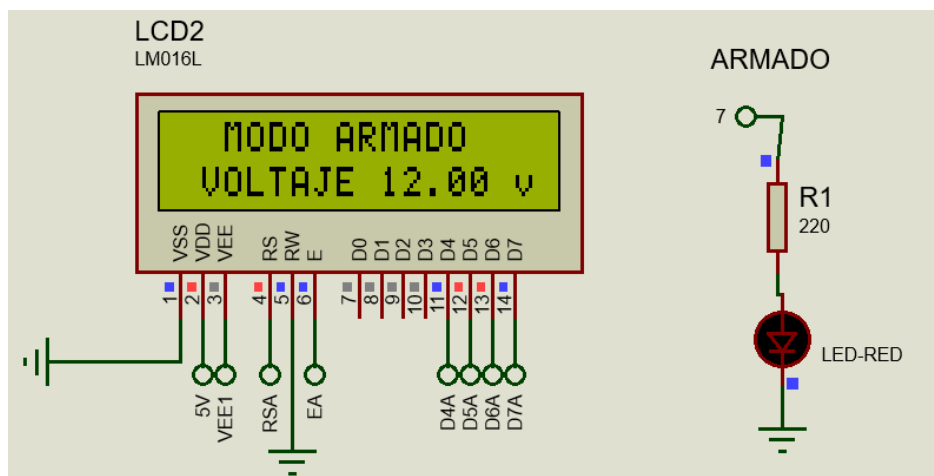 LCD2
LM016L
MODO ARMADO
VOLTAJE 12.00 v
VSS VDD VEE RS RW E D0 D1 D2 D3 D4 D5 D6 D7
1 2 3 4 5 6 7 8 9 10 11 12 13 14
5V VEE1 RSA EA D4A D5A D6A D7A
ARMADO
7
R1
220
LED-RED